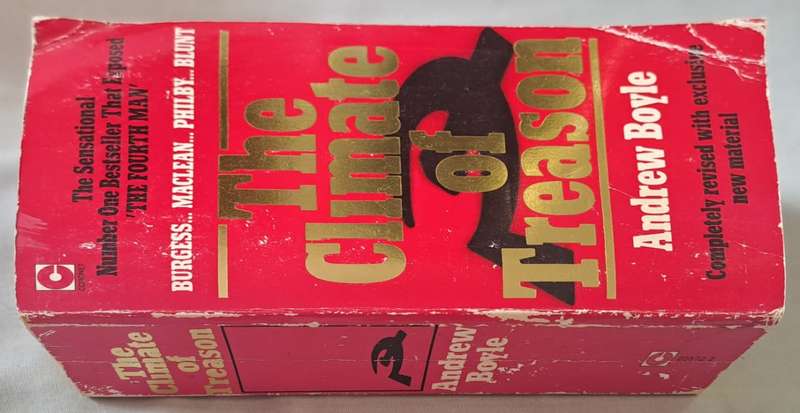 The Sensational
Number One Bestseller That Exposed
'THE FOURTH MAN'
BURGESS... MACLEAN... PHILBY... BLUNT
The
Climate
of
Treason
Andrew Boyle
Completely revised with exclusive
new material
CORONET
The
Climate
of
Treason
Andrew
Boyle